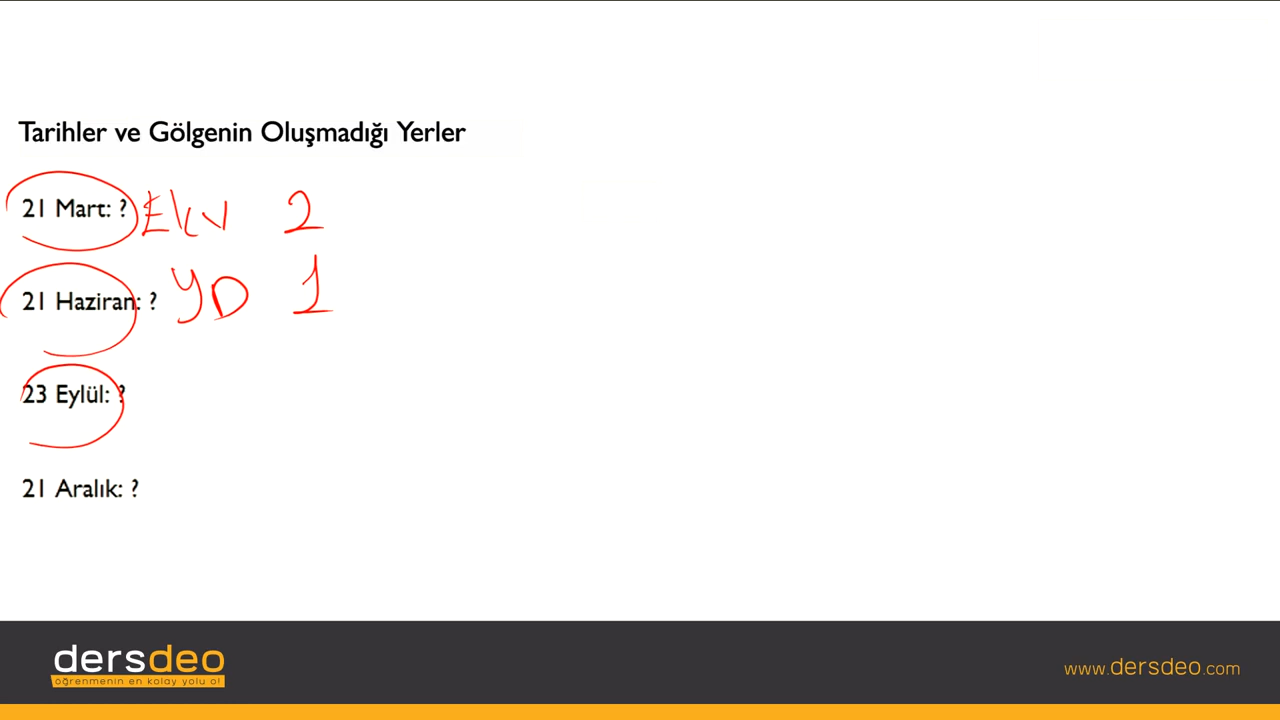 Tarihler ve Gölgenin Oluşmadığı Yerler
21 Mart: ? Ekv 2
21 Haziran: ? YD 1
23 Eylül: ?
21 Aralık: ?
dersdeo
öğrenmenin en kolay yolu o!
www.dersdeo.com